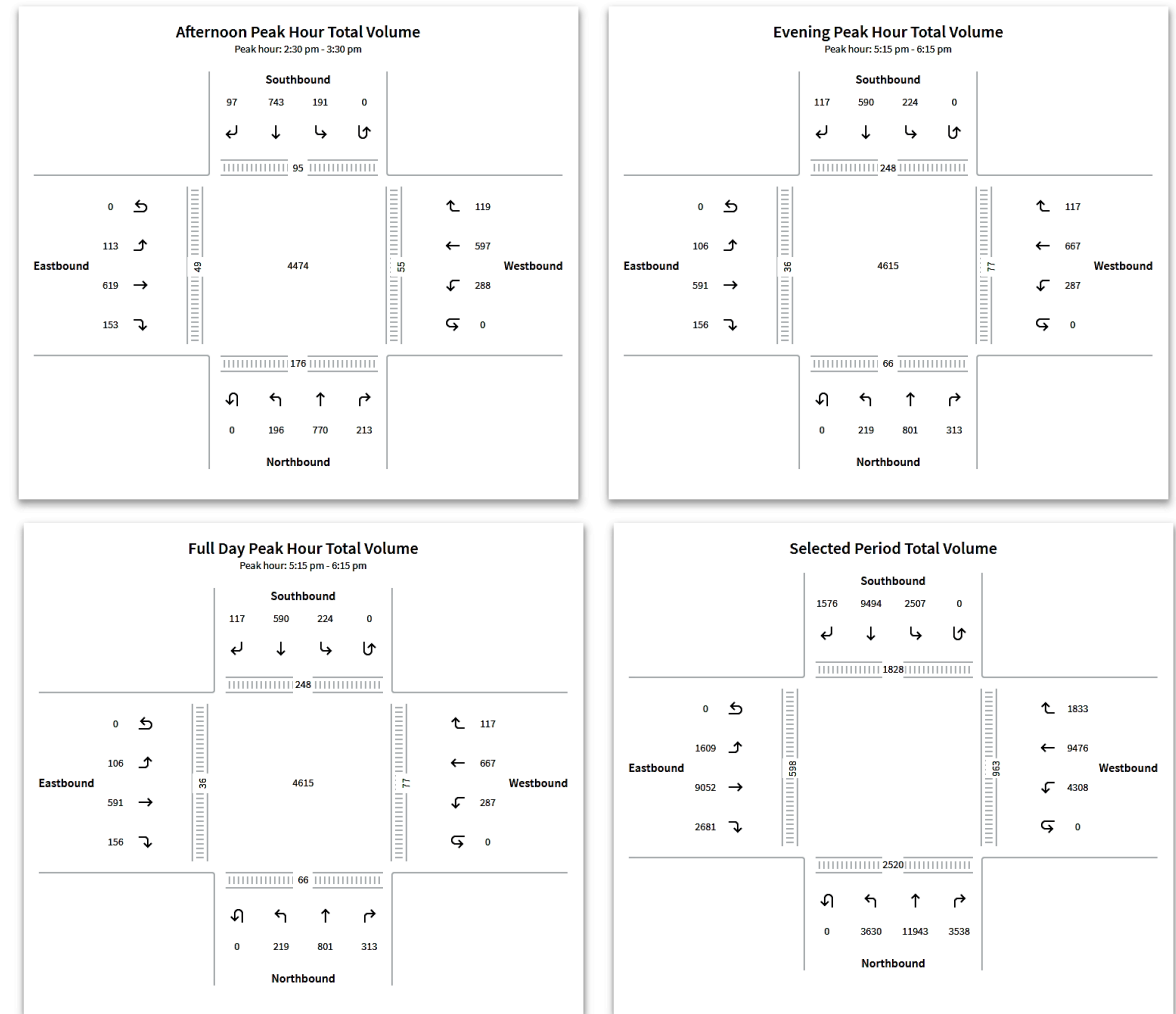 Afternoon Peak Hour Total Volume
Peak hour: 2:30 pm - 3:30 pm
Southbound
97 743 191 0
95
0 119
113 597
Eastbound 49 4474 55 Westbound
619 288
153 0
176
0 196 770 213
Northbound
Evening Peak Hour Total Volume
Peak hour: 5:15 pm - 6:15 pm
Southbound
117 590 224 0
248
0 117
106 667
Eastbound 36 4615 77 Westbound
591 287
156 0
66
0 219 801 313
Northbound
Full Day Peak Hour Total Volume
Peak hour: 5:15 pm - 6:15 pm
Southbound
117 590 224 0
248
0 117
106 667
Eastbound 36 4615 77 Westbound
591 287
156 0
66
0 219 801 313
Northbound
Selected Period Total Volume
Southbound
1576 9494 2507 0
1828
0 1833
1609 9476
Eastbound 598 963 Westbound
9052 4308
2681 0
2520
0 3630 11943 3538
Northbound